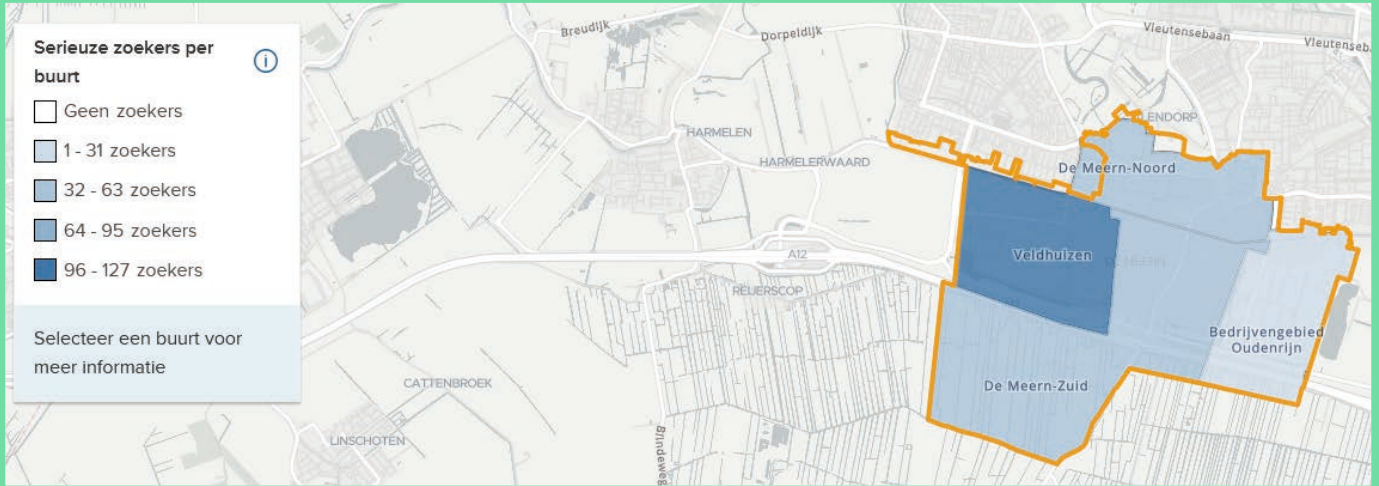 Serieuze zoekers per
buurt
i
Geen zoekers
1 - 31 zoekers
32 - 63 zoekers
64 - 95 zoekers
96 - 127 zoekers
Selecteer een buurt voor
meer informatie
Breudijk
Dorpeldijk
Vleutensebaan
HARMELEN
HARMELERWAARD
LENDORP
De Meern-Noord
A12
Veldhuizen
REIJERSCOP
Bedrijvengebied
Oudenrijn
CATTENBROEK
De Meern-Zuid
LINSCHOTEN